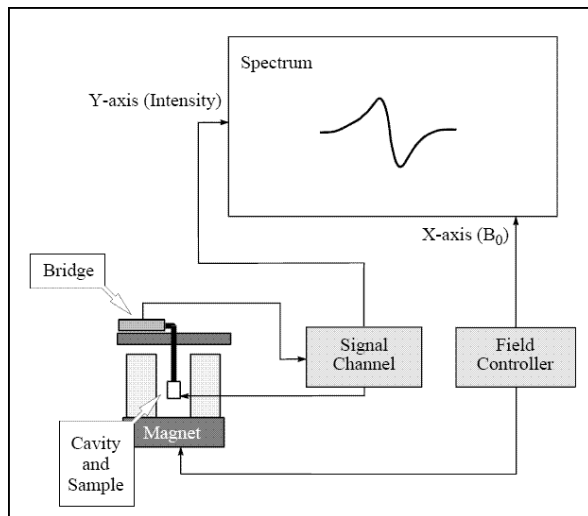 Spectrum
Y-axis (Intensity)
X-axis (B₀)
Bridge
Signal
Channel
Field
Controller
Magnet
Cavity
and
Sample